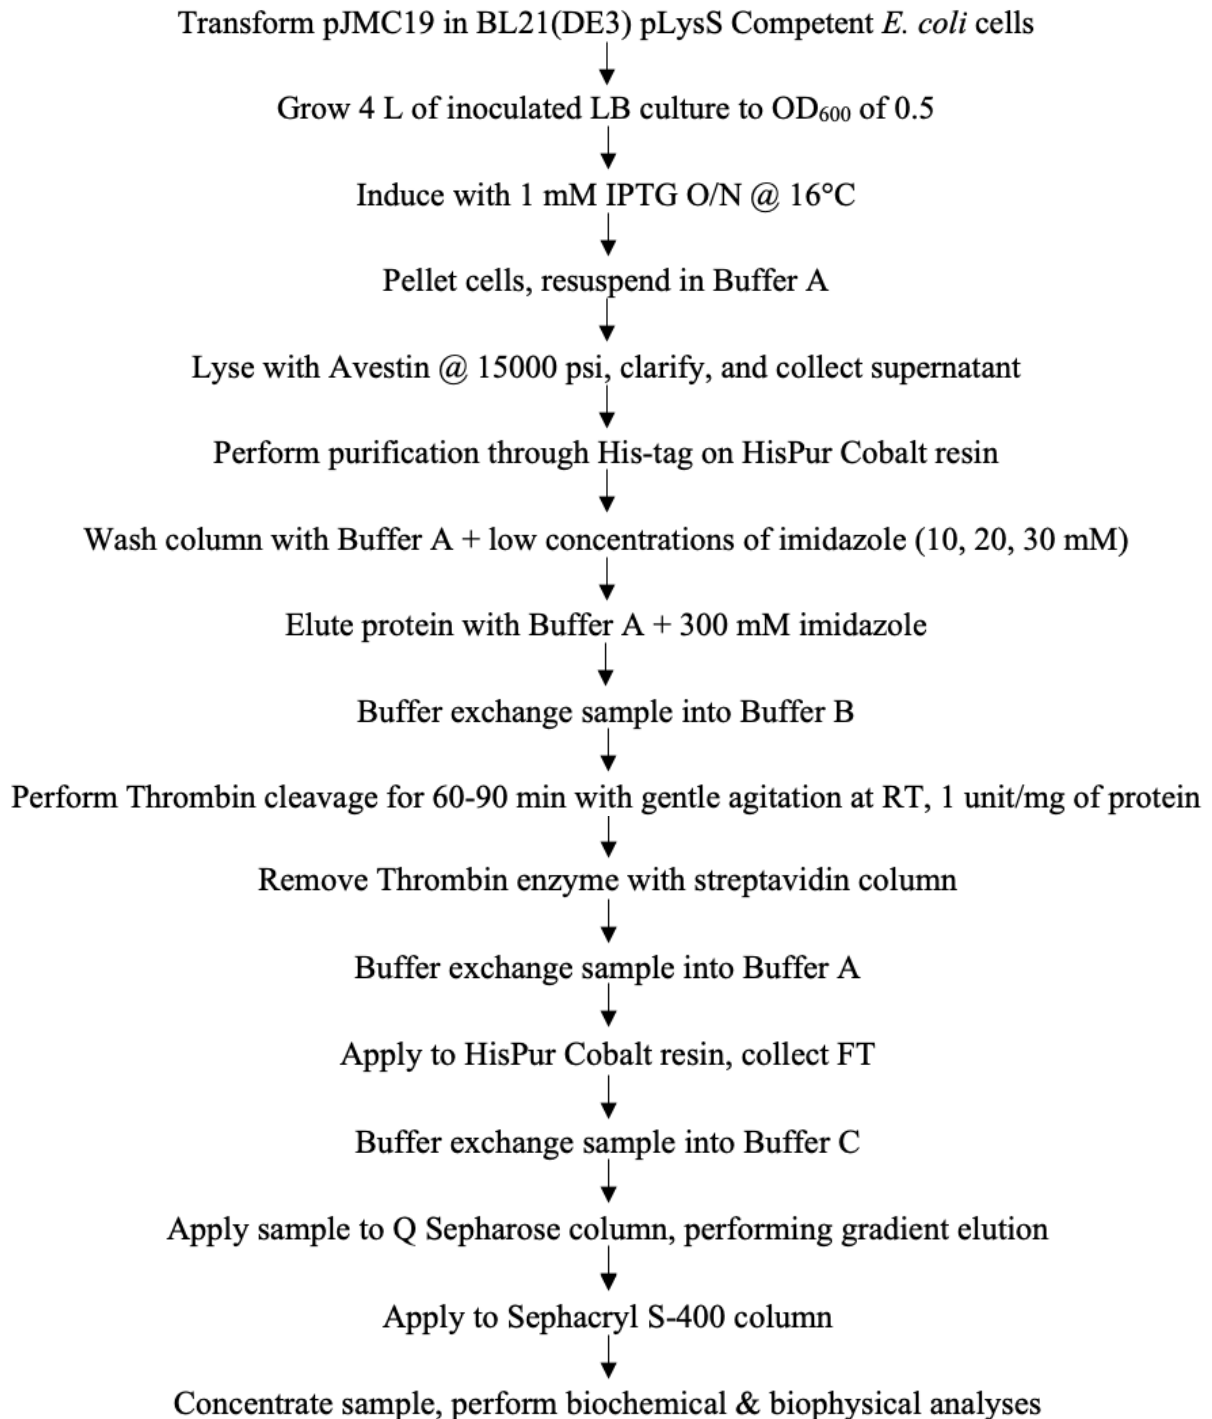 Transform pJMC19 in BL21(DE3) pLysS Competent E. coli cells
Grow 4 L of inoculated LB culture to OD₆₀₀ of 0.5
Induce with 1 mM IPTG O/N @ 16°C
Pellet cells, resuspend in Buffer A
Lyse with Avestin @ 15000 psi, clarify, and collect supernatant
Perform purification through His-tag on HisPur Cobalt resin
Wash column with Buffer A + low concentrations of imidazole (10, 20, 30 mM)
Elute protein with Buffer A + 300 mM imidazole
Buffer exchange sample into Buffer B
Perform Thrombin cleavage for 60-90 min with gentle agitation at RT, 1 unit/mg of protein
Remove Thrombin enzyme with streptavidin column
Buffer exchange sample into Buffer A
Apply to HisPur Cobalt resin, collect FT
Buffer exchange sample into Buffer C
Apply sample to Q Sepharose column, performing gradient elution
Apply to Sephacryl S-400 column
Concentrate sample, perform biochemical & biophysical analyses